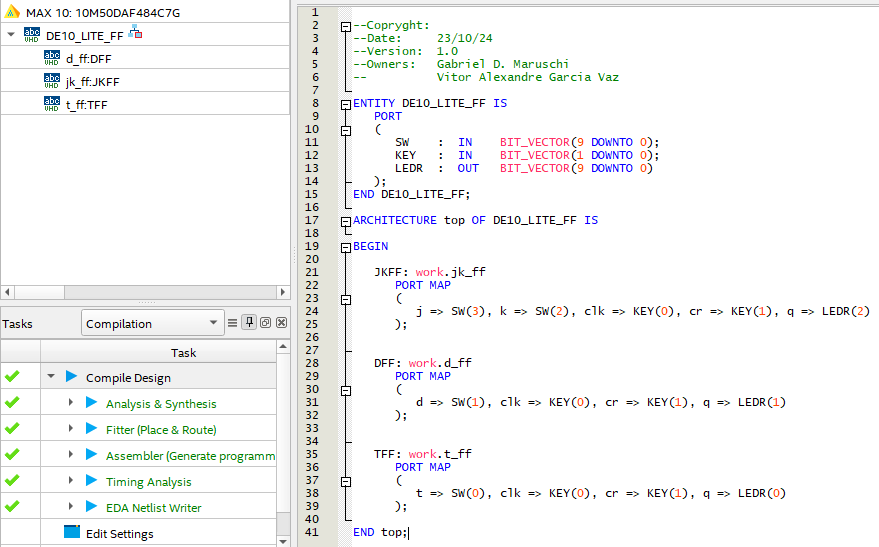 MAX 10: 10M50DAF484C7G
abc VHD DE10_LITE_FF
abc VHD d_ff:DFF
abc VHD jk_ff:JKFF
abc VHD t_ff:TFF
Tasks Compilation
Task
Compile Design
Analysis & Synthesis
Fitter (Place & Route)
Assembler (Generate programm
Timing Analysis
EDA Netlist Writer
Edit Settings
1
2 --Copryght:
3 --Date: 23/10/24
4 --Version: 1.0
5 --Owners: Gabriel D. Maruschi
6 -- Vitor Alexandre Garcia Vaz
7
8 ENTITY DE10_LITE_FF IS
9 PORT
10 (
11 SW : IN BIT_VECTOR(9 DOWNTO 0);
12 KEY : IN BIT_VECTOR(1 DOWNTO 0);
13 LEDR : OUT BIT_VECTOR(9 DOWNTO 0)
14 );
15 END DE10_LITE_FF;
16
17 ARCHITECTURE top OF DE10_LITE_FF IS
18
19 BEGIN
20
21 JKFF: work.jk_ff
22 PORT MAP
23 (
24 j => SW(3), k => SW(2), clk => KEY(0), cr => KEY(1), q => LEDR(2)
25 );
26
27
28 DFF: work.d_ff
29 PORT MAP
30 (
31 d => SW(1), clk => KEY(0), cr => KEY(1), q => LEDR(1)
32 );
33
34
35 TFF: work.t_ff
36 PORT MAP
37 (
38 t => SW(0), clk => KEY(0), cr => KEY(1), q => LEDR(0)
39 );
40
41 END top;